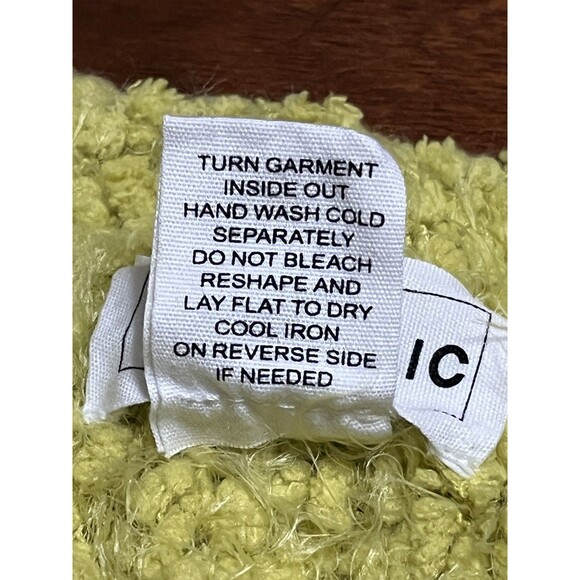 TURN GARMENT
INSIDE OUT
HAND WASH COLD
SEPARATELY
DO NOT BLEACH
RESHAPE AND
LAY FLAT TO DRY
COOL IRON
ON REVERSE SIDE
IF NEEDED
IC